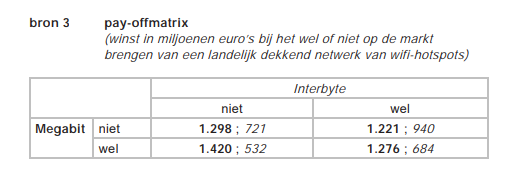 bron 3 pay-offmatrix
(winst in miljoenen euro's bij het wel of niet op de markt
brengen van een landelijk dekkend netwerk van wifi-hotspots)
Interbyte
niet wel
Megabit niet 1.298 ; 721 1.221 ; 940
wel 1.420 ; 532 1.276 ; 684